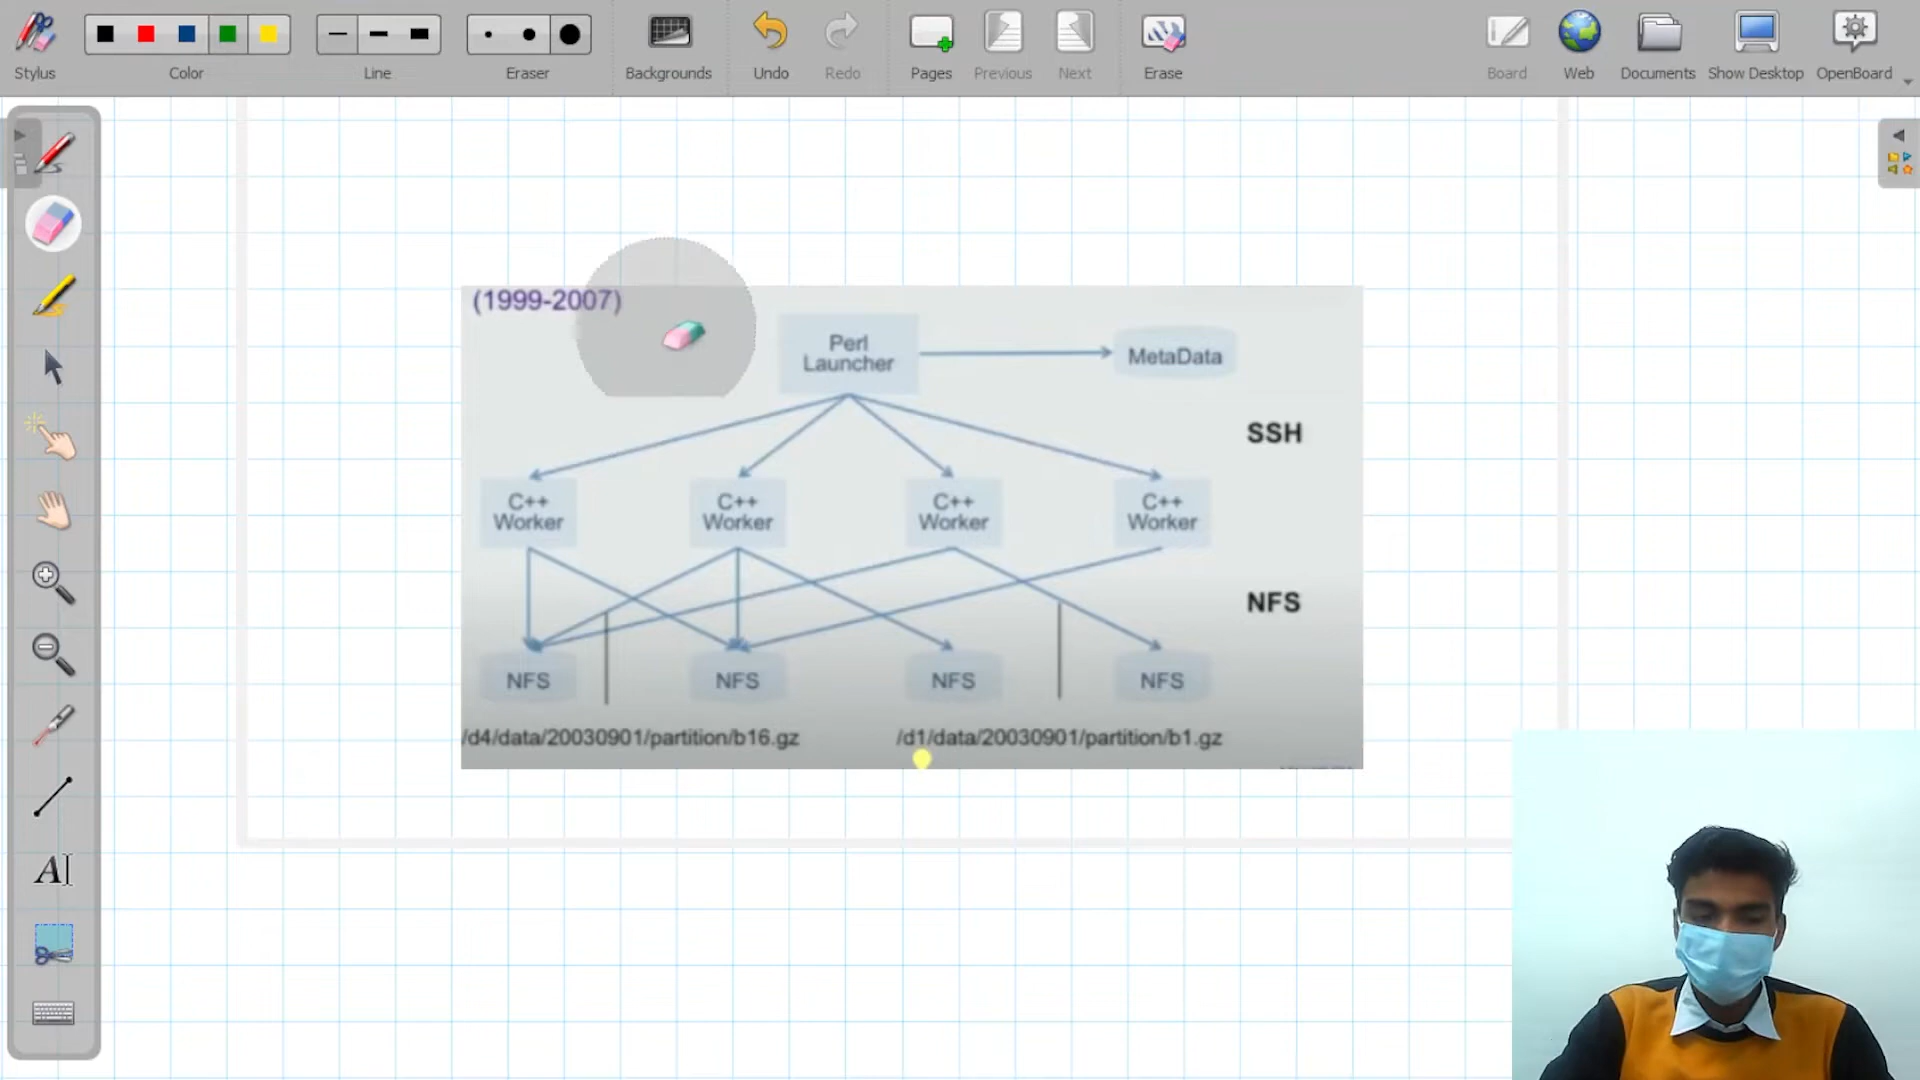 Stylus
Color
Line
Eraser
Backgrounds
Undo
Redo
Pages
Previous
Next
Erase
Board
Web
Documents
Show Desktop
OpenBoard
(1999-2007)
Perl
Launcher
MetaData
SSH
C++
Worker
C++
Worker
C++
Worker
C++
Worker
NFS
NFS
NFS
NFS
NFS
/d4/data/20030901/partition/b16.gz
/d1/data/20030901/partition/b1.gz
A